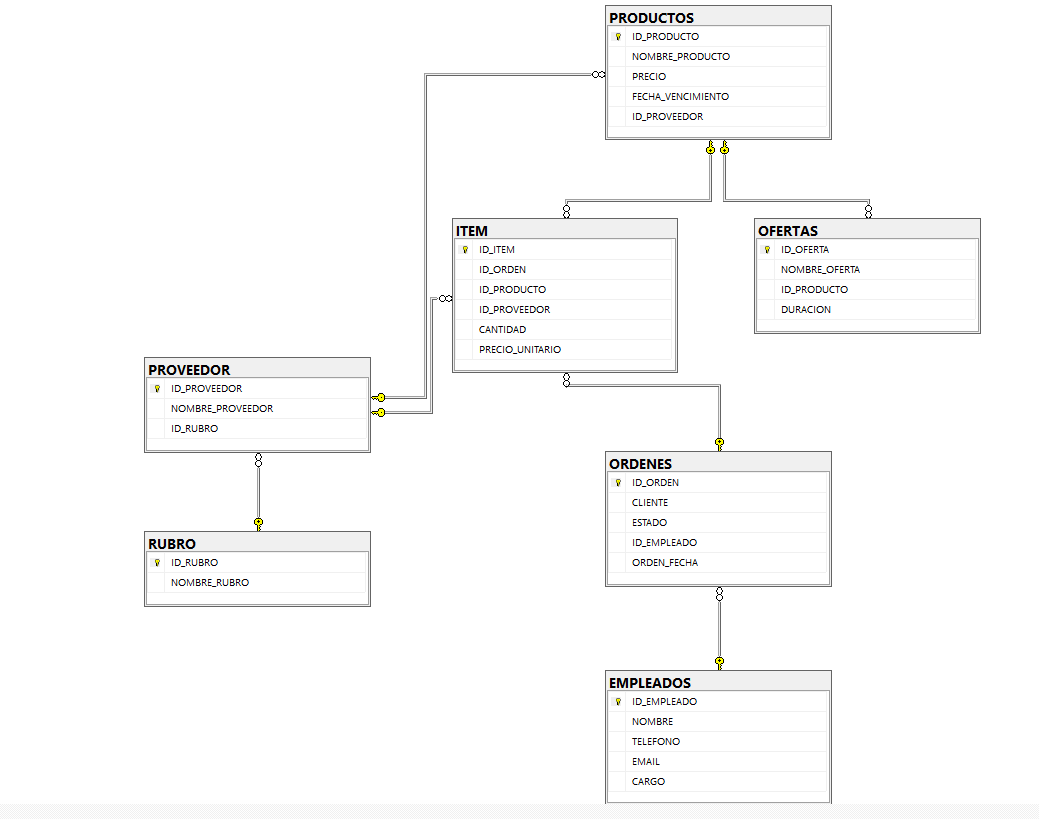 PRODUCTOS
ID_PRODUCTO
NOMBRE_PRODUCTO
PRECIO
FECHA_VENCIMIENTO
ID_PROVEEDOR
ITEM
ID_ITEM
ID_ORDEN
ID_PRODUCTO
ID_PROVEEDOR
CANTIDAD
PRECIO_UNITARIO
OFERTAS
ID_OFERTA
NOMBRE_OFERTA
ID_PRODUCTO
DURACION
PROVEEDOR
ID_PROVEEDOR
NOMBRE_PROVEEDOR
ID_RUBRO
RUBRO
ID_RUBRO
NOMBRE_RUBRO
ORDENES
ID_ORDEN
CLIENTE
ESTADO
ID_EMPLEADO
ORDEN_FECHA
EMPLEADOS
ID_EMPLEADO
NOMBRE
TELEFONO
EMAIL
CARGO